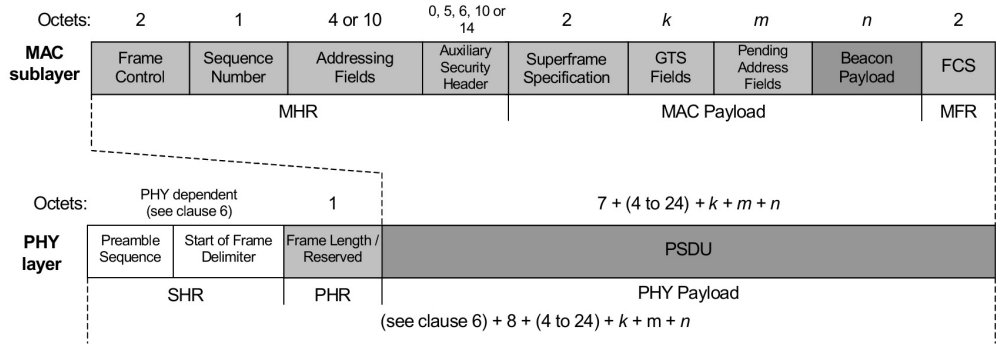 Octets: 2 1 4 or 10 0, 5, 6, 10 or 14 2 k m n 2
MAC sublayer
Frame Control
Sequence Number
Addressing Fields
Auxiliary Security Header
Superframe Specification
GTS Fields
Pending Address Fields
Beacon Payload
FCS
MHR MAC Payload MFR
Octets: PHY dependent (see clause 6) 1 7 + (4 to 24) + k + m + n
PHY layer
Preamble Sequence
Start of Frame Delimiter
Frame Length / Reserved
PSDU
SHR PHR PHY Payload
(see clause 6) + 8 + (4 to 24) + k + m + n